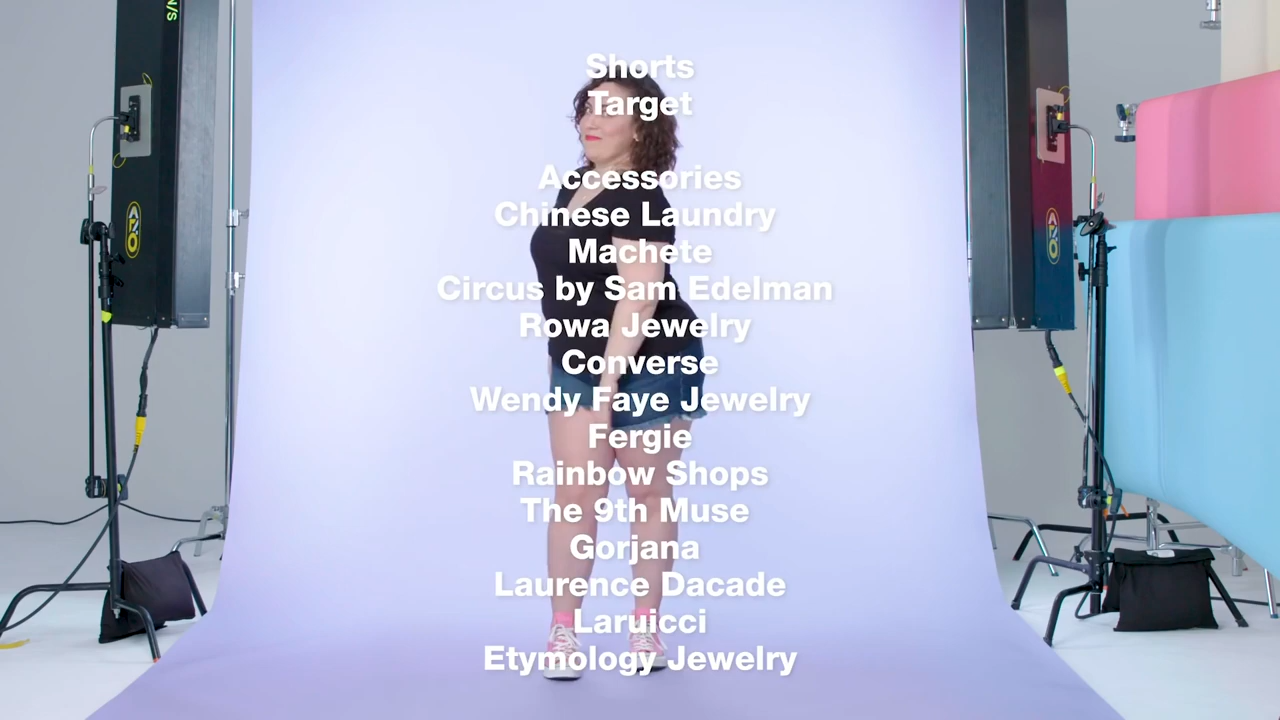 N/S
Shorts
Target
Accessories
Chinese Laundry
Machete
Circus by Sam Edelman
Rowa Jewelry
Converse
Wendy Faye Jewelry
Fergie
Rainbow Shops
The 9th Muse
Gorjana
Laurence Dacade
Laruicci
Etymology Jewelry